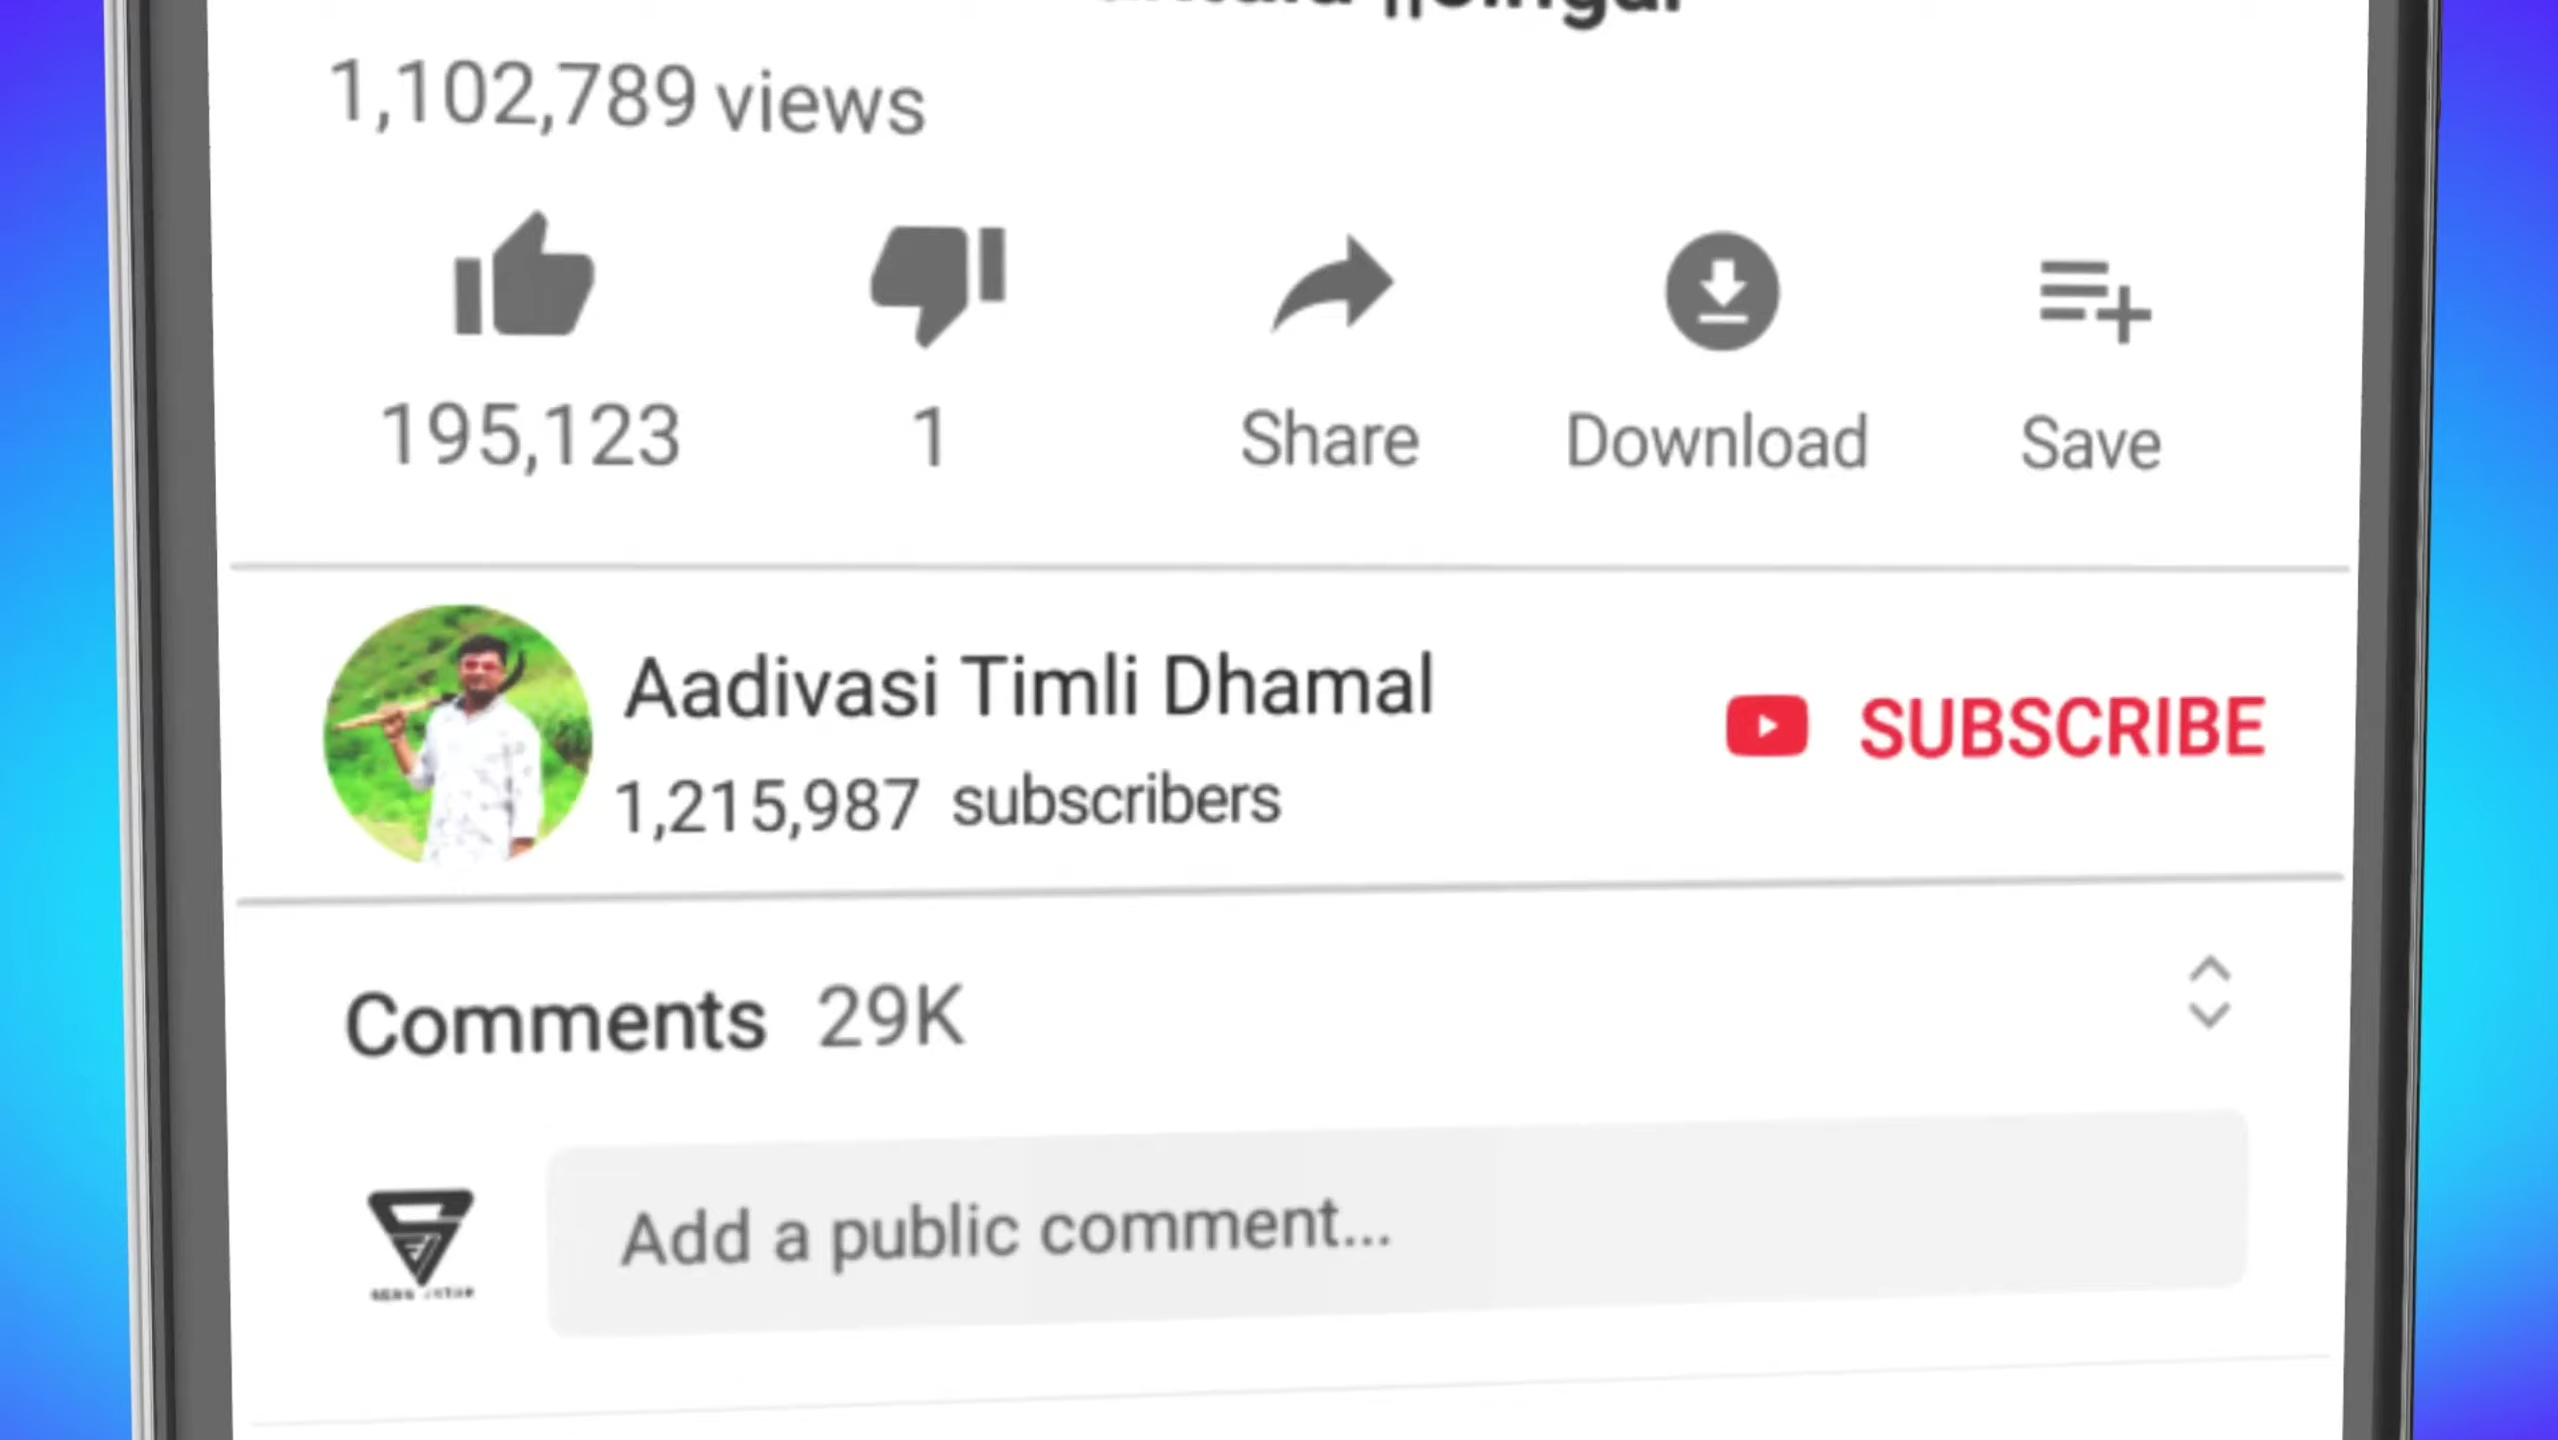 1,102,789 views
195,123
1
Share
Download
Save
Aadivasi Timli Dhamal
SUBSCRIBE
1,215,987 subscribers
Comments 29K
Add a public comment...